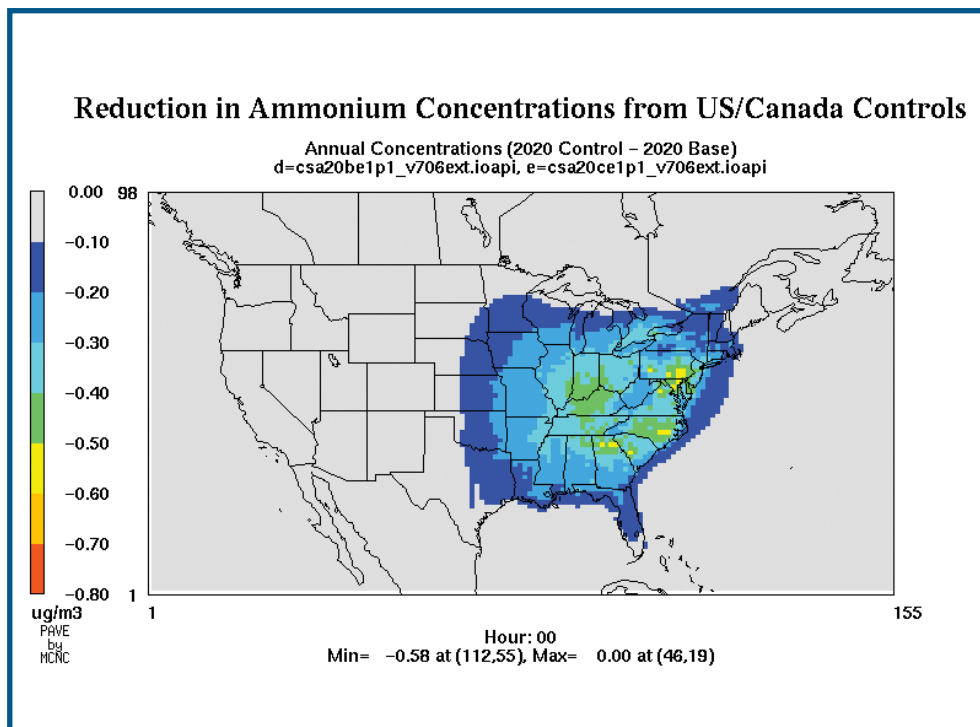 Reduction in Ammonium Concentrations from US/Canada Controls
Annual Concentrations (2020 Control - 2020 Base)
d=csa20be1p1_v706ext.ioapi, e=csa20ce1p1_v706ext.ioapi
0.00
-0.10
-0.20
-0.30
-0.40
-0.50
-0.60
-0.70
-0.80
ug/m3
PAVE
by
MCNC
98
1
1
155
Hour: 00
Min= -0.58 at (112,55), Max= 0.00 at (46,19)